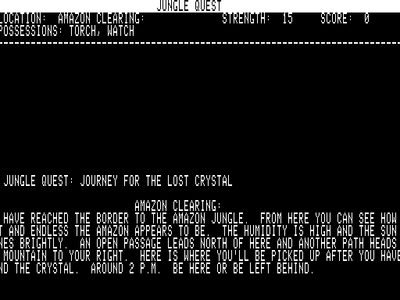 JUNGLE QUEST
LOCATION: AMAZON CLEARING: STRENGTH: 15 SCORE: 0
POSSESSIONS: TORCH, WATCH
JUNGLE QUEST: JOURNEY FOR THE LOST CRYSTAL
AMAZON CLEARING:
HAVE REACHED THE BORDER TO THE AMAZON JUNGLE. FROM HERE YOU CAN SEE HOW
AND ENDLESS THE AMAZON APPEARS TO BE. THE HUMIDITY IS HIGH AND THE SUN
NES BRIGHTLY. AN OPEN PASSAGE LEADS NORTH OF HERE AND ANOTHER PATH HEADS
MOUNTAIN TO YOUR RIGHT. HERE IS WHERE YOU'LL BE PICKED UP AFTER YOU HAVE
ND THE CRYSTAL. AROUND 2 P.M. BE HERE OR BE LEFT BEHIND.